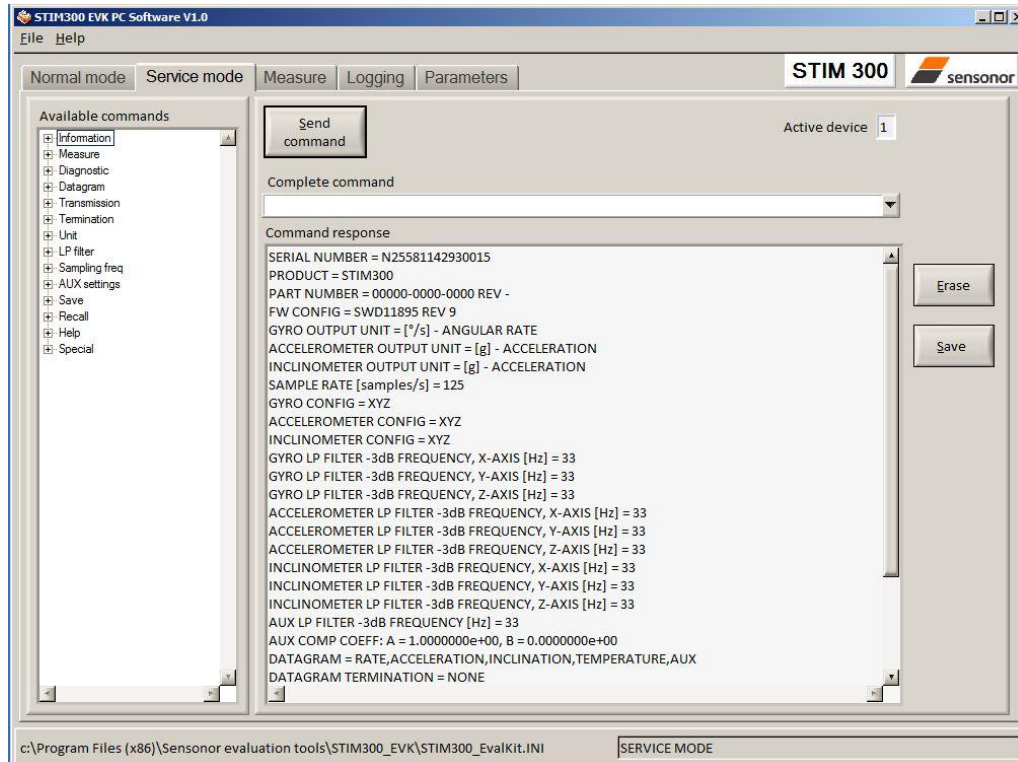 STIM300 EVK PC Software V1.0
File Help
Normal mode Service mode Measure Logging Parameters
STIM 300
sensonor
Available commands
Information
Measure
Diagnostic
Datagram
Transmission
Termination
Unit
LP filter
Sampling freq
AUX settings
Save
Recall
Help
Special
Send
command
Active device 1
Complete command
Command response
SERIAL NUMBER = N25581142930015
PRODUCT = STIM300
PART NUMBER = 00000-0000-0000 REV -
FW CONFIG = SWD11895 REV 9
GYRO OUTPUT UNIT = [°/s] - ANGULAR RATE
ACCELEROMETER OUTPUT UNIT = [g] - ACCELERATION
INCLINOMETER OUTPUT UNIT = [g] - ACCELERATION
SAMPLE RATE [samples/s] = 125
GYRO CONFIG = XYZ
ACCELEROMETER CONFIG = XYZ
INCLINOMETER CONFIG = XYZ
GYRO LP FILTER -3dB FREQUENCY, X-AXIS [Hz] = 33
GYRO LP FILTER -3dB FREQUENCY, Y-AXIS [Hz] = 33
GYRO LP FILTER -3dB FREQUENCY, Z-AXIS [Hz] = 33
ACCELEROMETER LP FILTER -3dB FREQUENCY, X-AXIS [Hz] = 33
ACCELEROMETER LP FILTER -3dB FREQUENCY, Y-AXIS [Hz] = 33
ACCELEROMETER LP FILTER -3dB FREQUENCY, Z-AXIS [Hz] = 33
INCLINOMETER LP FILTER -3dB FREQUENCY, X-AXIS [Hz] = 33
INCLINOMETER LP FILTER -3dB FREQUENCY, Y-AXIS [Hz] = 33
INCLINOMETER LP FILTER -3dB FREQUENCY, Z-AXIS [Hz] = 33
AUX LP FILTER -3dB FREQUENCY [Hz] = 33
AUX COMP COEFF: A = 1.0000000e+00, B = 0.0000000e+00
DATAGRAM = RATE,ACCELERATION,INCLINATION,TEMPERATURE,AUX
DATAGRAM TERMINATION = NONE
Erase
Save
c:\Program Files (x86)\Sensonor evaluation tools\STIM300_EVK\STIM300_EvalKit.INI
SERVICE MODE